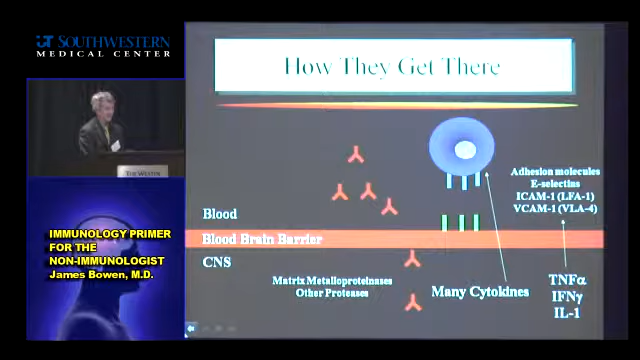 UT SOUTHWESTERN
MEDICAL CENTER
THE WESTIN
IMMUNOLOGY PRIMER
FOR THE
NON-IMMUNOLOGIST
James Bowen, M.D.
How They Get There
Adhesion molecules
E-selectins
ICAM-1 (LFA-1)
VCAM-1 (VLA-4)
Blood
Blood Brain Barrier
CNS
Matrix Metalloproteinases
Other Proteases
Many Cytokines
TNFα
IFNγ
IL-1